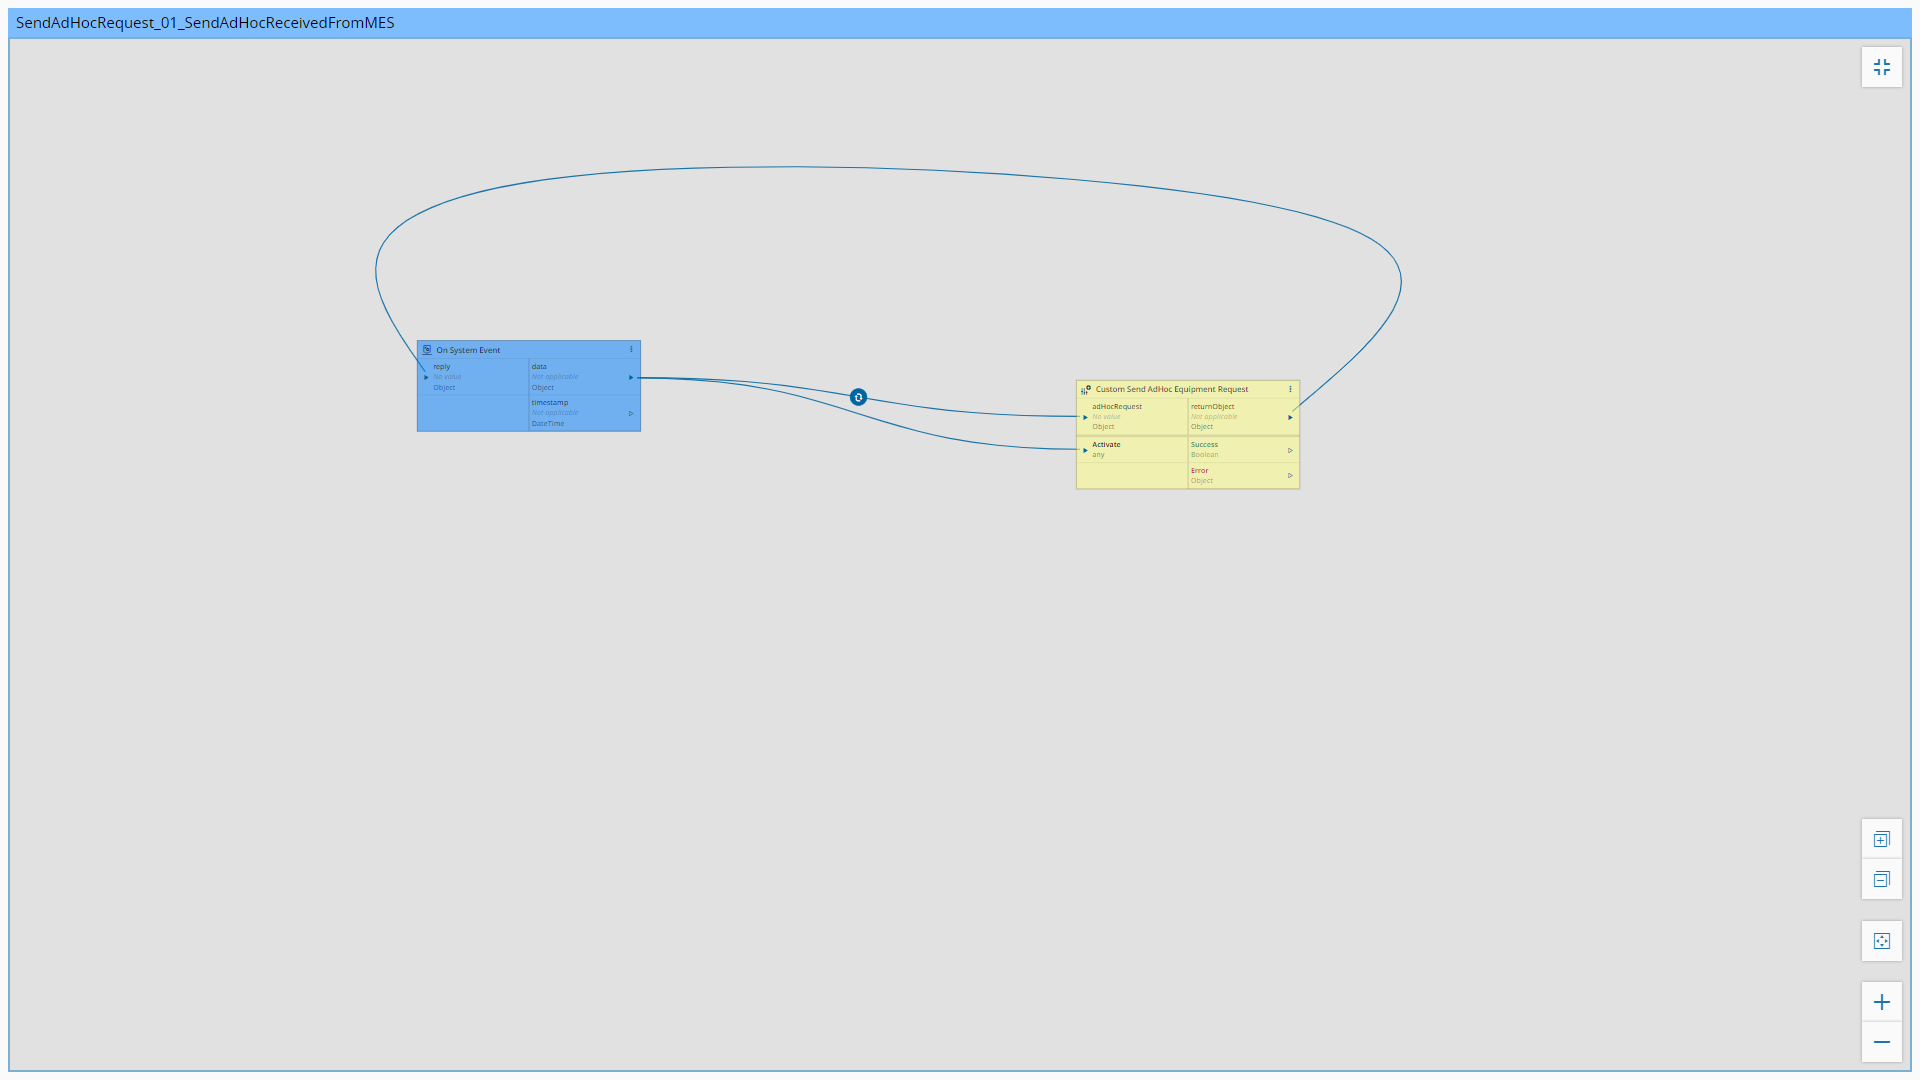 SendAdHocRequest_01_SendAdHocReceivedFromMES
On System Event
reply
No value
Object
data
Not applicable
Object
timestamp
Not applicable
DateTime
Custom Send AdHoc Equipment Request
adHocRequest
No value
Object
returnObject
Not applicable
Object
Activate
any
Success
Boolean
Error
Object